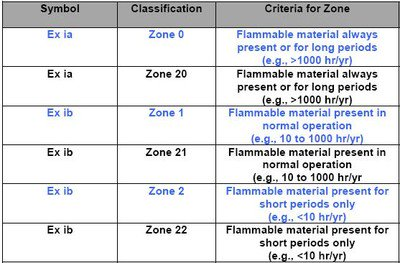 Symbol Classification Criteria for Zone
Ex ia Zone 0 Flammable material always
present or for long periods
(e.g., >1000 hr/yr)
Ex ia Zone 20 Flammable material always
present or for long periods
(e.g., >1000 hr/yr)
Ex ib Zone 1 Flammable material present in
normal operation
(e.g., 10 to 1000 hr/yr)
Ex ib Zone 21 Flammable material present in
normal operation
(e.g., 10 to 1000 hr/yr
Ex ib Zone 2 Flammable material present for
short periods only
(e.g., <10 hr/yr)
Ex ib Zone 22 Flammable material present for
short periods only
(e.g., <10 hr/yr)